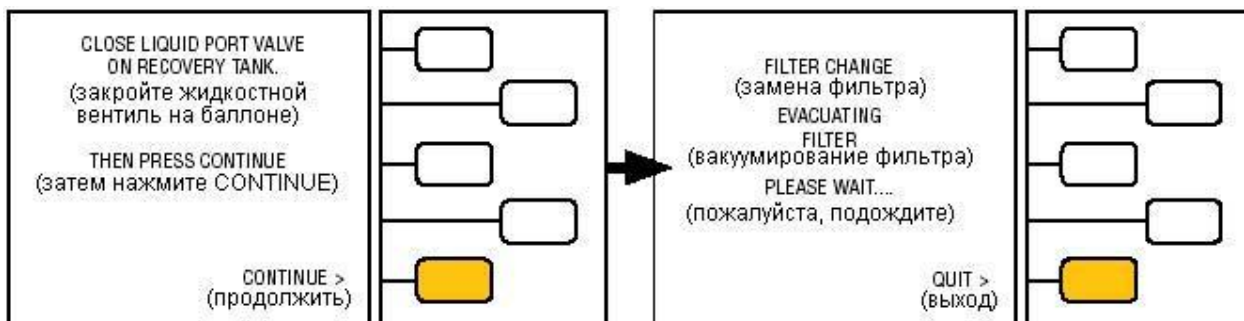 CLOSE LIQUID PORT VALVE
ON RECOVERY TANK.
(закройте жидкостной
вентиль на баллоне)
THEN PRESS CONTINUE
(затем нажмите CONTINUE)
CONTINUE >
(продолжить)
FILTER CHANGE
(замена фильтра)
EVACUATING
FILTER
(вакуумирование фильтра)
PLEASE WAIT....
(пожалуйста, подождите)
QUIT >
(выход)